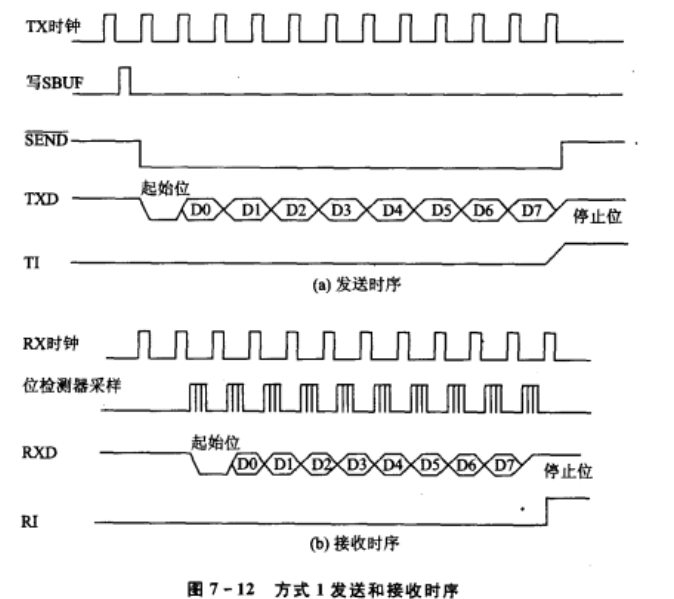 TX时钟
写SBUF
SEND
起始位
TXD D0 D1 D2 D3 D4 D5 D6 D7 停止位
TI
(a) 发送时序
RX时钟
位检测器采样
起始位
RXD D0 D1 D2 D3 D4 D5 D6 D7 停止位
RI
(b) 接收时序
图 7-12 方式 1 发送和接收时序